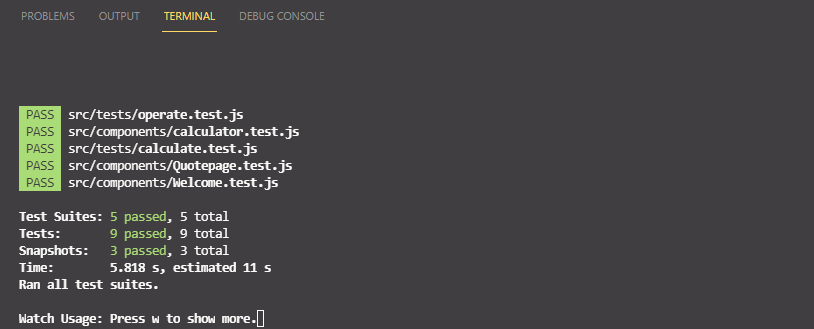 PROBLEMS OUTPUT TERMINAL DEBUG CONSOLE
PASS src/tests/operate.test.js
PASS src/components/calculator.test.js
PASS src/tests/calculate.test.js
PASS src/components/Quotepage.test.js
PASS src/components/Welcome.test.js
Test Suites: 5 passed, 5 total
Tests: 9 passed, 9 total
Snapshots: 3 passed, 3 total
Time: 5.818 s, estimated 11 s
Ran all test suites.
Watch Usage: Press w to show more.